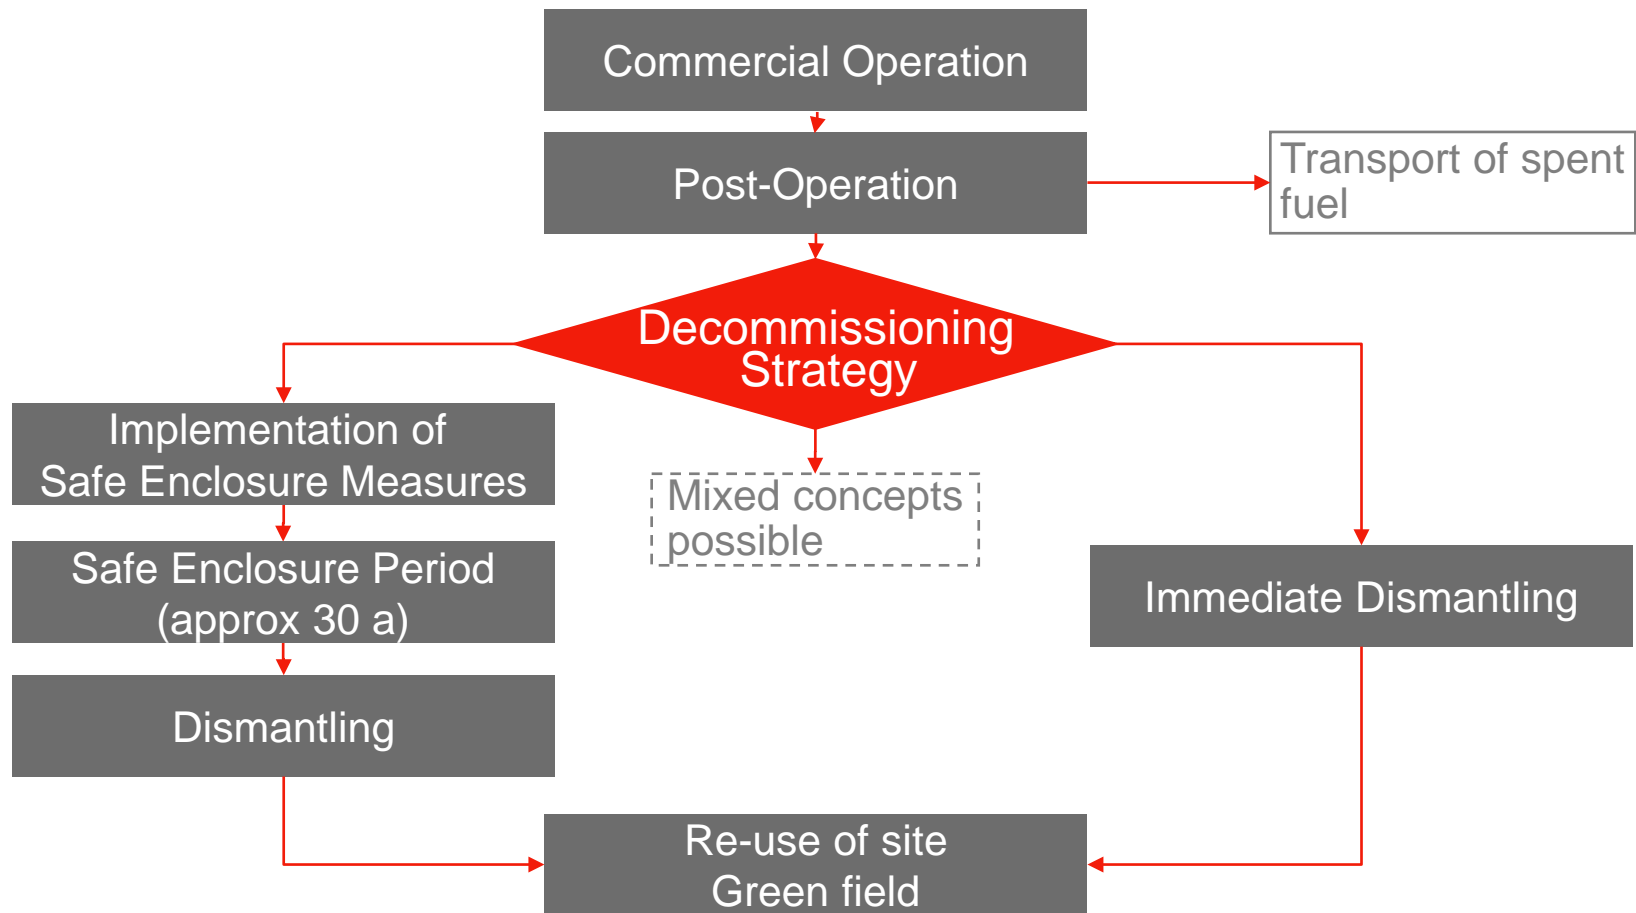 Commercial Operation
Post-Operation
Transport of spent
fuel
Decommissioning
Strategy
Implementation of
Safe Enclosure Measures
Mixed concepts
possible
Safe Enclosure Period
(approx 30 a)
Immediate Dismantling
Dismantling
Re-use of site
Green field